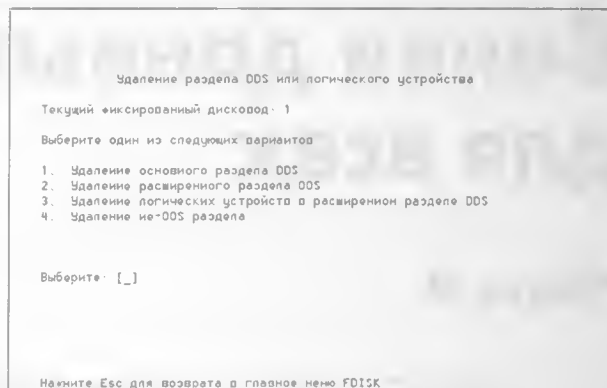 Удаление раздела DOS или логического устройства
Текущий фиксированный дисковод: 1
Выберите один из следующих вариантов
1. Удаление основного раздела DOS
2. Удаление расширенного раздела DOS
3. Удаление логических устройств в расширенном разделе DOS
4. Удаление не-DOS раздела
Выберите: [_]
Нажмите Esc для возврата в главное меню FDISK